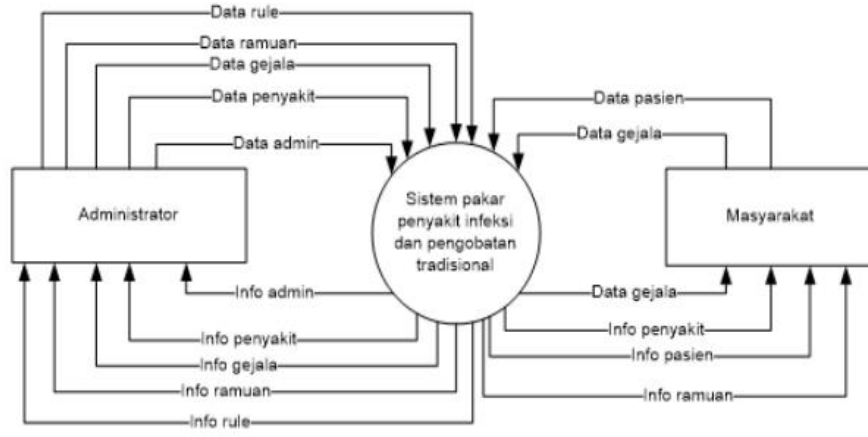 Data rule
Data ramuan
Data gejala
Data penyakit
Data admin
Data pasien
Data gejala
Administrator
Sistem pakar
penyakit infeksi
dan pengobatan
tradisional
Masyarakat
Info admin
Info penyakit
Info gejala
Info ramuan
Info rule
Data gejala
Info penyakit
Info pasien
Info ramuan